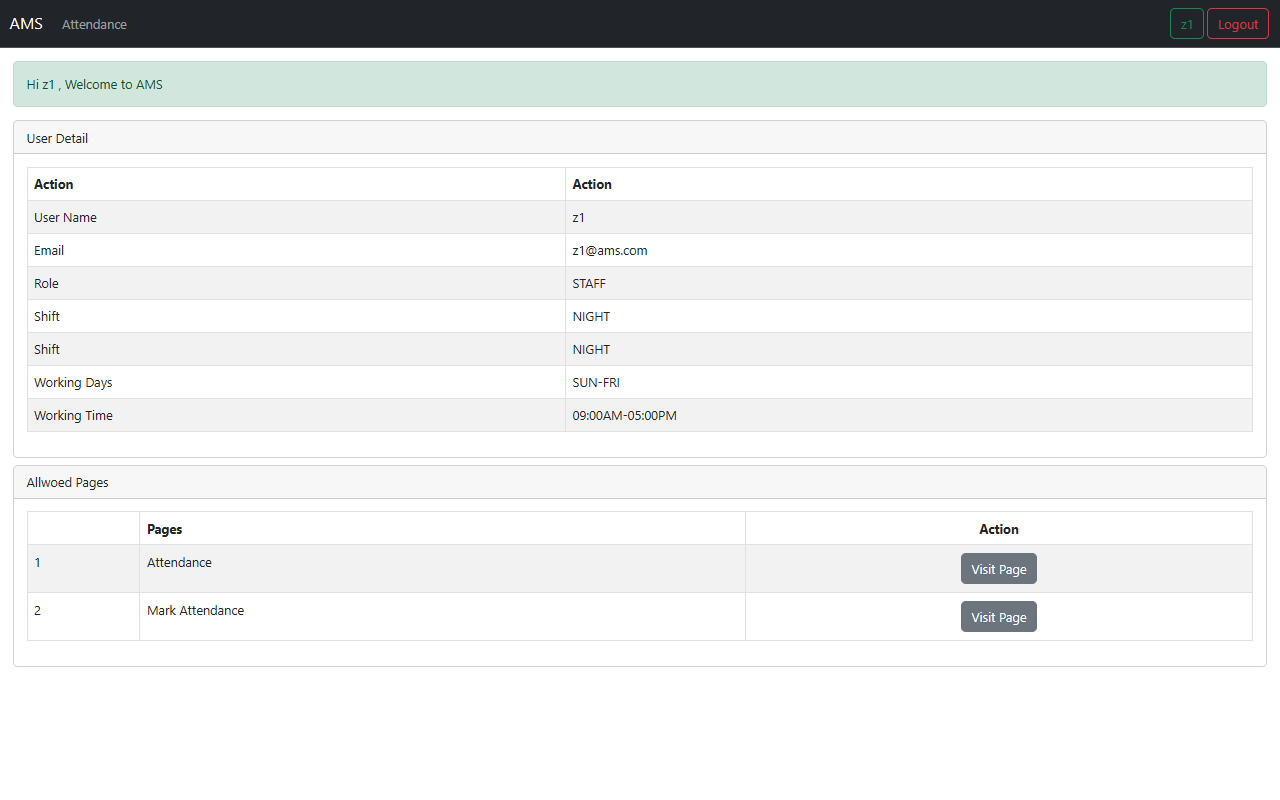 AMS Attendance z1 Logout
Hi z1 , Welcome to AMS
User Detail
Action Action
User Name z1
Email z1@ams.com
Role STAFF
Shift NIGHT
Shift NIGHT
Working Days SUN-FRI
Working Time 09:00AM-05:00PM
Allwoed Pages
Pages Action
1 Attendance Visit Page
2 Mark Attendance Visit Page